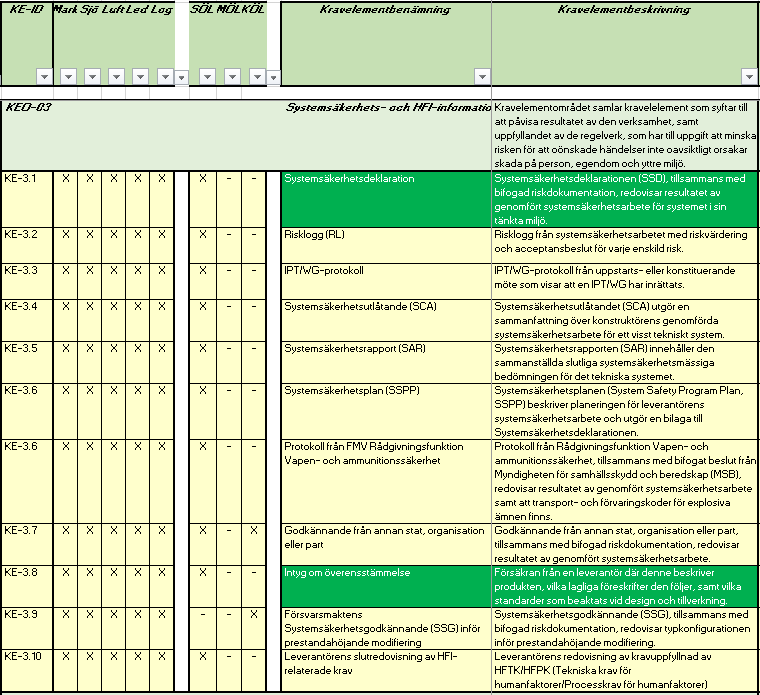 KE-ID Mark Sjö Luft Led Log SÖL MÖL KÖL Kravelementbenämning Kravelementbeskrivning
KEO-03 Systemsäkerhets- och HFI-informatio Kravelementområdet samlar kravelelement som syftar till
att påvisa resultatet av den verksamhet, samt
uppfyllandet av de regelverk, som har till uppgift att minska
risken för att oönskade händelser inte oavsiktligt orsakar
skada på person, egendom och yttre miljö.
KE-3.1 X X X X X X - - Systemsäkerhetsdeklaration Systemsäkerhetsdeklarationen (SSD), tillsammans med
bifogad riskdokumentation, redovisar resultatet av
genomfört systemsäkerhetsarbete för systemet i sin
tänkta miljö.
KE-3.2 X X X X X X - - Risklogg (RL) Risklogg från systemsäkerhetsarbetet med riskvärdering
och acceptansbeslut för varje enskild risk.
KE-3.3 X X X X X X - - IPT/WG-protokoll IPT/WG-protokoll från uppstarts- eller konstituerande
möte som visar att en IPT/WG har inrättats.
KE-3.4 X X X X X X - - Systemsäkerhetsutlåtande (SCA) Systemsäkerhetsutlåtandet (SCA) utgör en
sammanfattning över konstruktörens genomförda
systemsäkerhetsarbete för ett visst tekniskt system.
KE-3.5 X X X X X X - - Systemsäkerhetsrapport (SAR) Systemsäkerhetsrapporten (SAR) innehåller den
sammanställda slutliga systemsäkerhetsmässiga
bedömningen för det tekniska systemet.
KE-3.6 X X X X X X - - Systemsäkerhetsplan (SSPP) Systemsäkerhetsplanen (System Safety Program Plan,
SSPP) beskriver planeringen för leverantörens
systemsäkerhetsarbete och utgör en bilaga till
Systemsäkerhetsdeklarationen.
KE-3.6 X X X X X X - - Protokoll från FMV Rådgivningsfunktion Protokoll från Rådgivningsfunktion Vapen- och
Vapen- och ammunitionssäkerhet ammunitionssäkerhet, tillsammans med bifogat beslut från
Myndigheten för samhällsskydd och beredskap (MSB),
redovisar resultatet av genomfört systemsäkerhetsarbete
samt att transport- och förvaringskoder för explosiva
ämnen finns.
KE-3.7 X X X X X X - X Godkännande från annan stat, organisation Godkännande från annan stat, organisation eller part,
eller part tillsammans med bifogad riskdokumentation, redovisar
resultatet av genomfört systemsäkerhetsarbete.
KE-3.8 X X X X X X - - Intyg om överensstämmelse Försäkran från en leverantör där denne beskriver
produkten, vilka lagliga föreskrifter den följer, samt vilka
standarder som beaktats vid design och tillverkning.
KE-3.9 X X X X X - - X Försvarsmaktens Systemsäkerhetsgodkännande (SSG), tillsammans med
Systemsäkerhetsgodkännande (SSG) inför bifogad riskdokumentation, redovisar typkonfigurationen
prestandahöjande modifiering inför prestandahöjande modifiering.
KE-3.10 X X X X X X - - Leverantörens slutredovisning av HFI- Leverantörens redovisning av kravuppfyllnad av
relaterade krav HFTK/HFPK (Tekniska krav för
humanfaktorer/Processkrav för humanfaktorer)